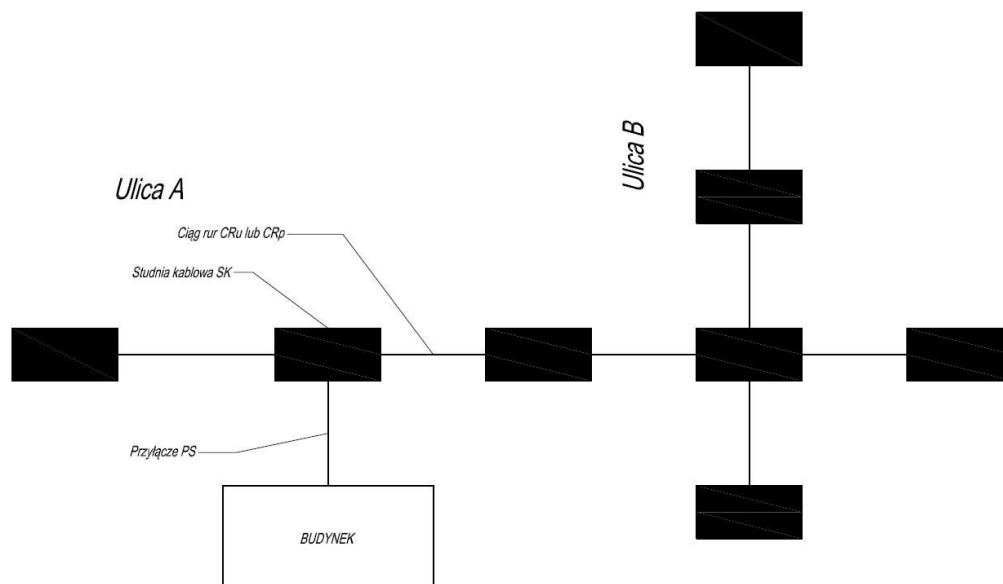 Ulica B
Ulica A
Ciąg rur CRu lub CRp
Studnia kablowa SK
Przyłącze PS
BUDYNEK